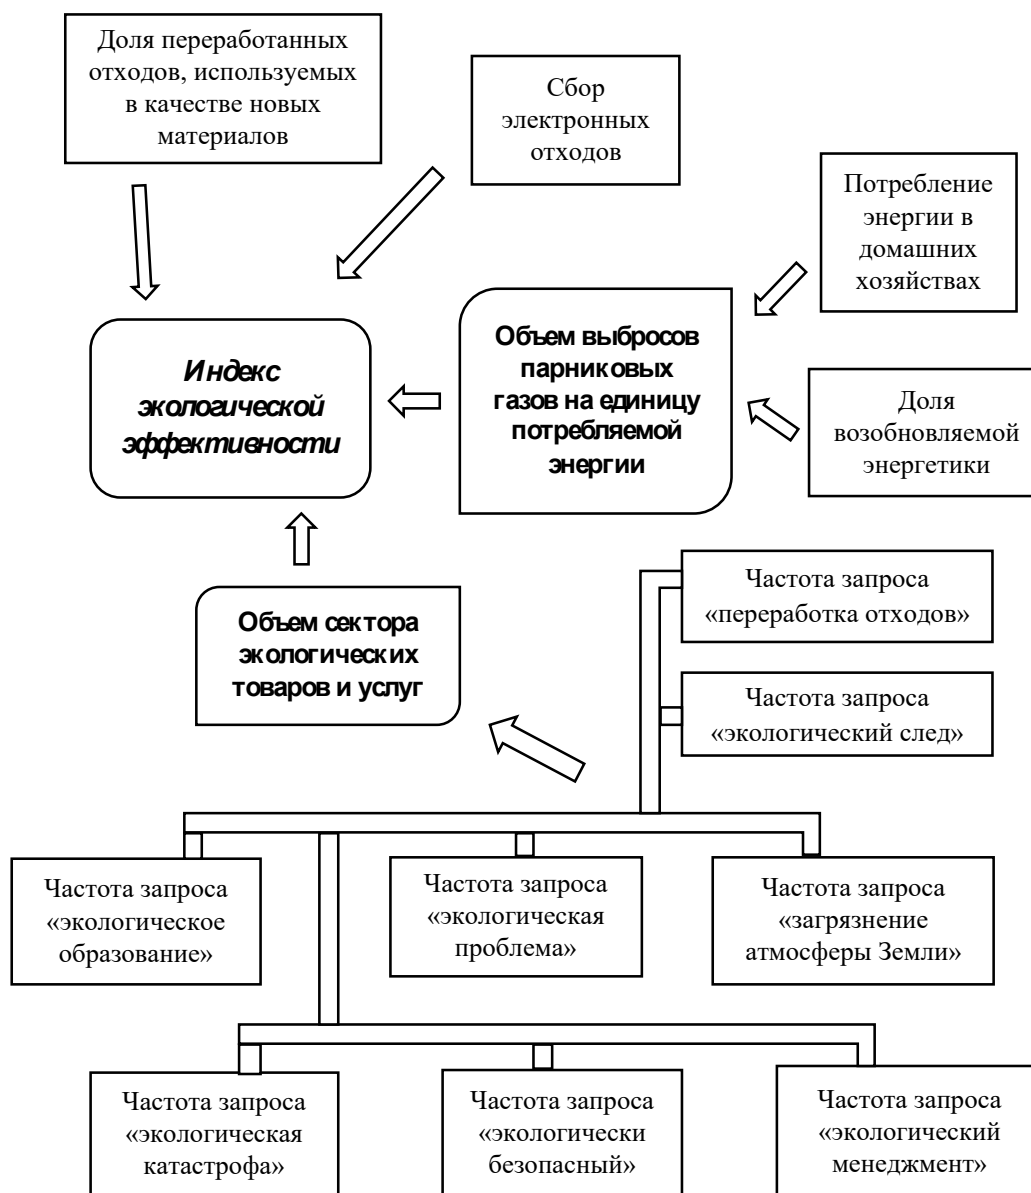 Доля переработанных
отходов, используемых
в качестве новых
материалов
Сбор
электронных
отходов
Потребление
энергии в
домашних
хозяйствах
Индекс
экологической
эффективности
Объем выбросов
парниковых
газов на единицу
потребляемой
энергии
Доля
возобновляемой
энергетики
Объем сектора
экологических
товаров и услуг
Частота запроса
«переработка отходов»
Частота запроса
«экологический след»
Частота запроса
«экологическое
образование»
Частота запроса
«экологическая
проблема»
Частота запроса
«загрязнение
атмосферы Земли»
Частота запроса
«экологическая
катастрофа»
Частота запроса
«экологически
безопасный»
Частота запроса
«экологический
менеджмент»